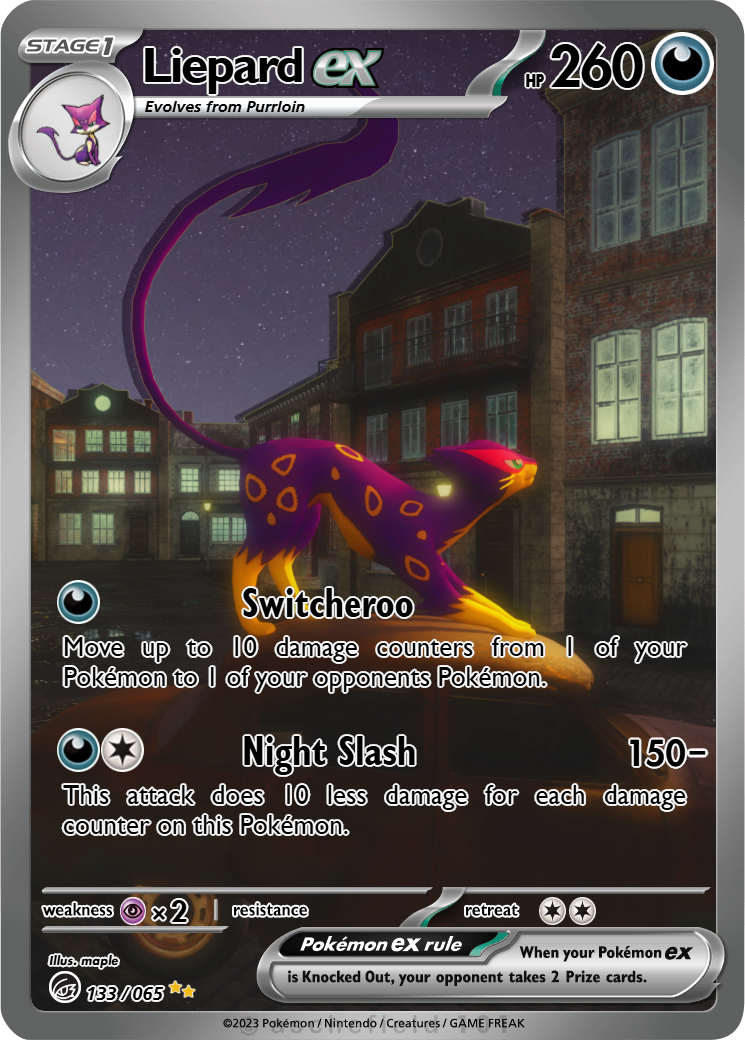 STAGE1
Liepard ex
HP 260
Evolves from Purrloin
Switcheroo
Move up to 10 damage counters from 1 of your
Pokémon to 1 of your opponents Pokémon.
Night Slash 150-
This attack does 10 less damage for each damage
counter on this Pokémon.
weakness ×2 resistance retreat
Pokémon ex rule
When your Pokémon ex
is Knocked Out, your opponent takes 2 Prize cards.
Illus. maple
133/065
©2023 Pokémon / Nintendo / Creatures / GAME FREAK